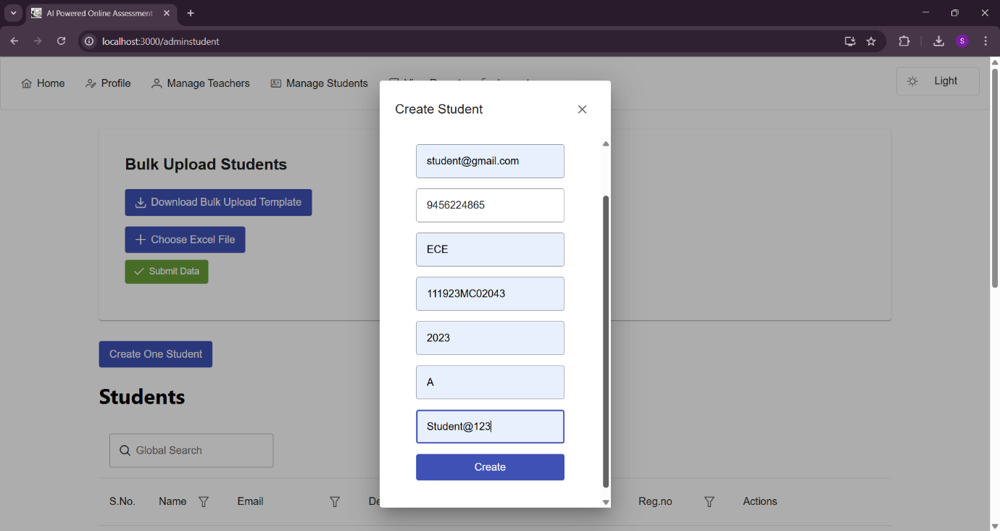 AI Powered Online Assessment
localhost:3000/adminstudent
S
Home Profile Manage Teachers Manage Students
Light
Create Student
Bulk Upload Students
Download Bulk Upload Template
Choose Excel File
Submit Data
student@gmail.com
9456224865
ECE
111923MC02043
2023
A
Student@123
Create
Create One Student
Students
Global Search
S.No. Name Email De Reg.no Actions